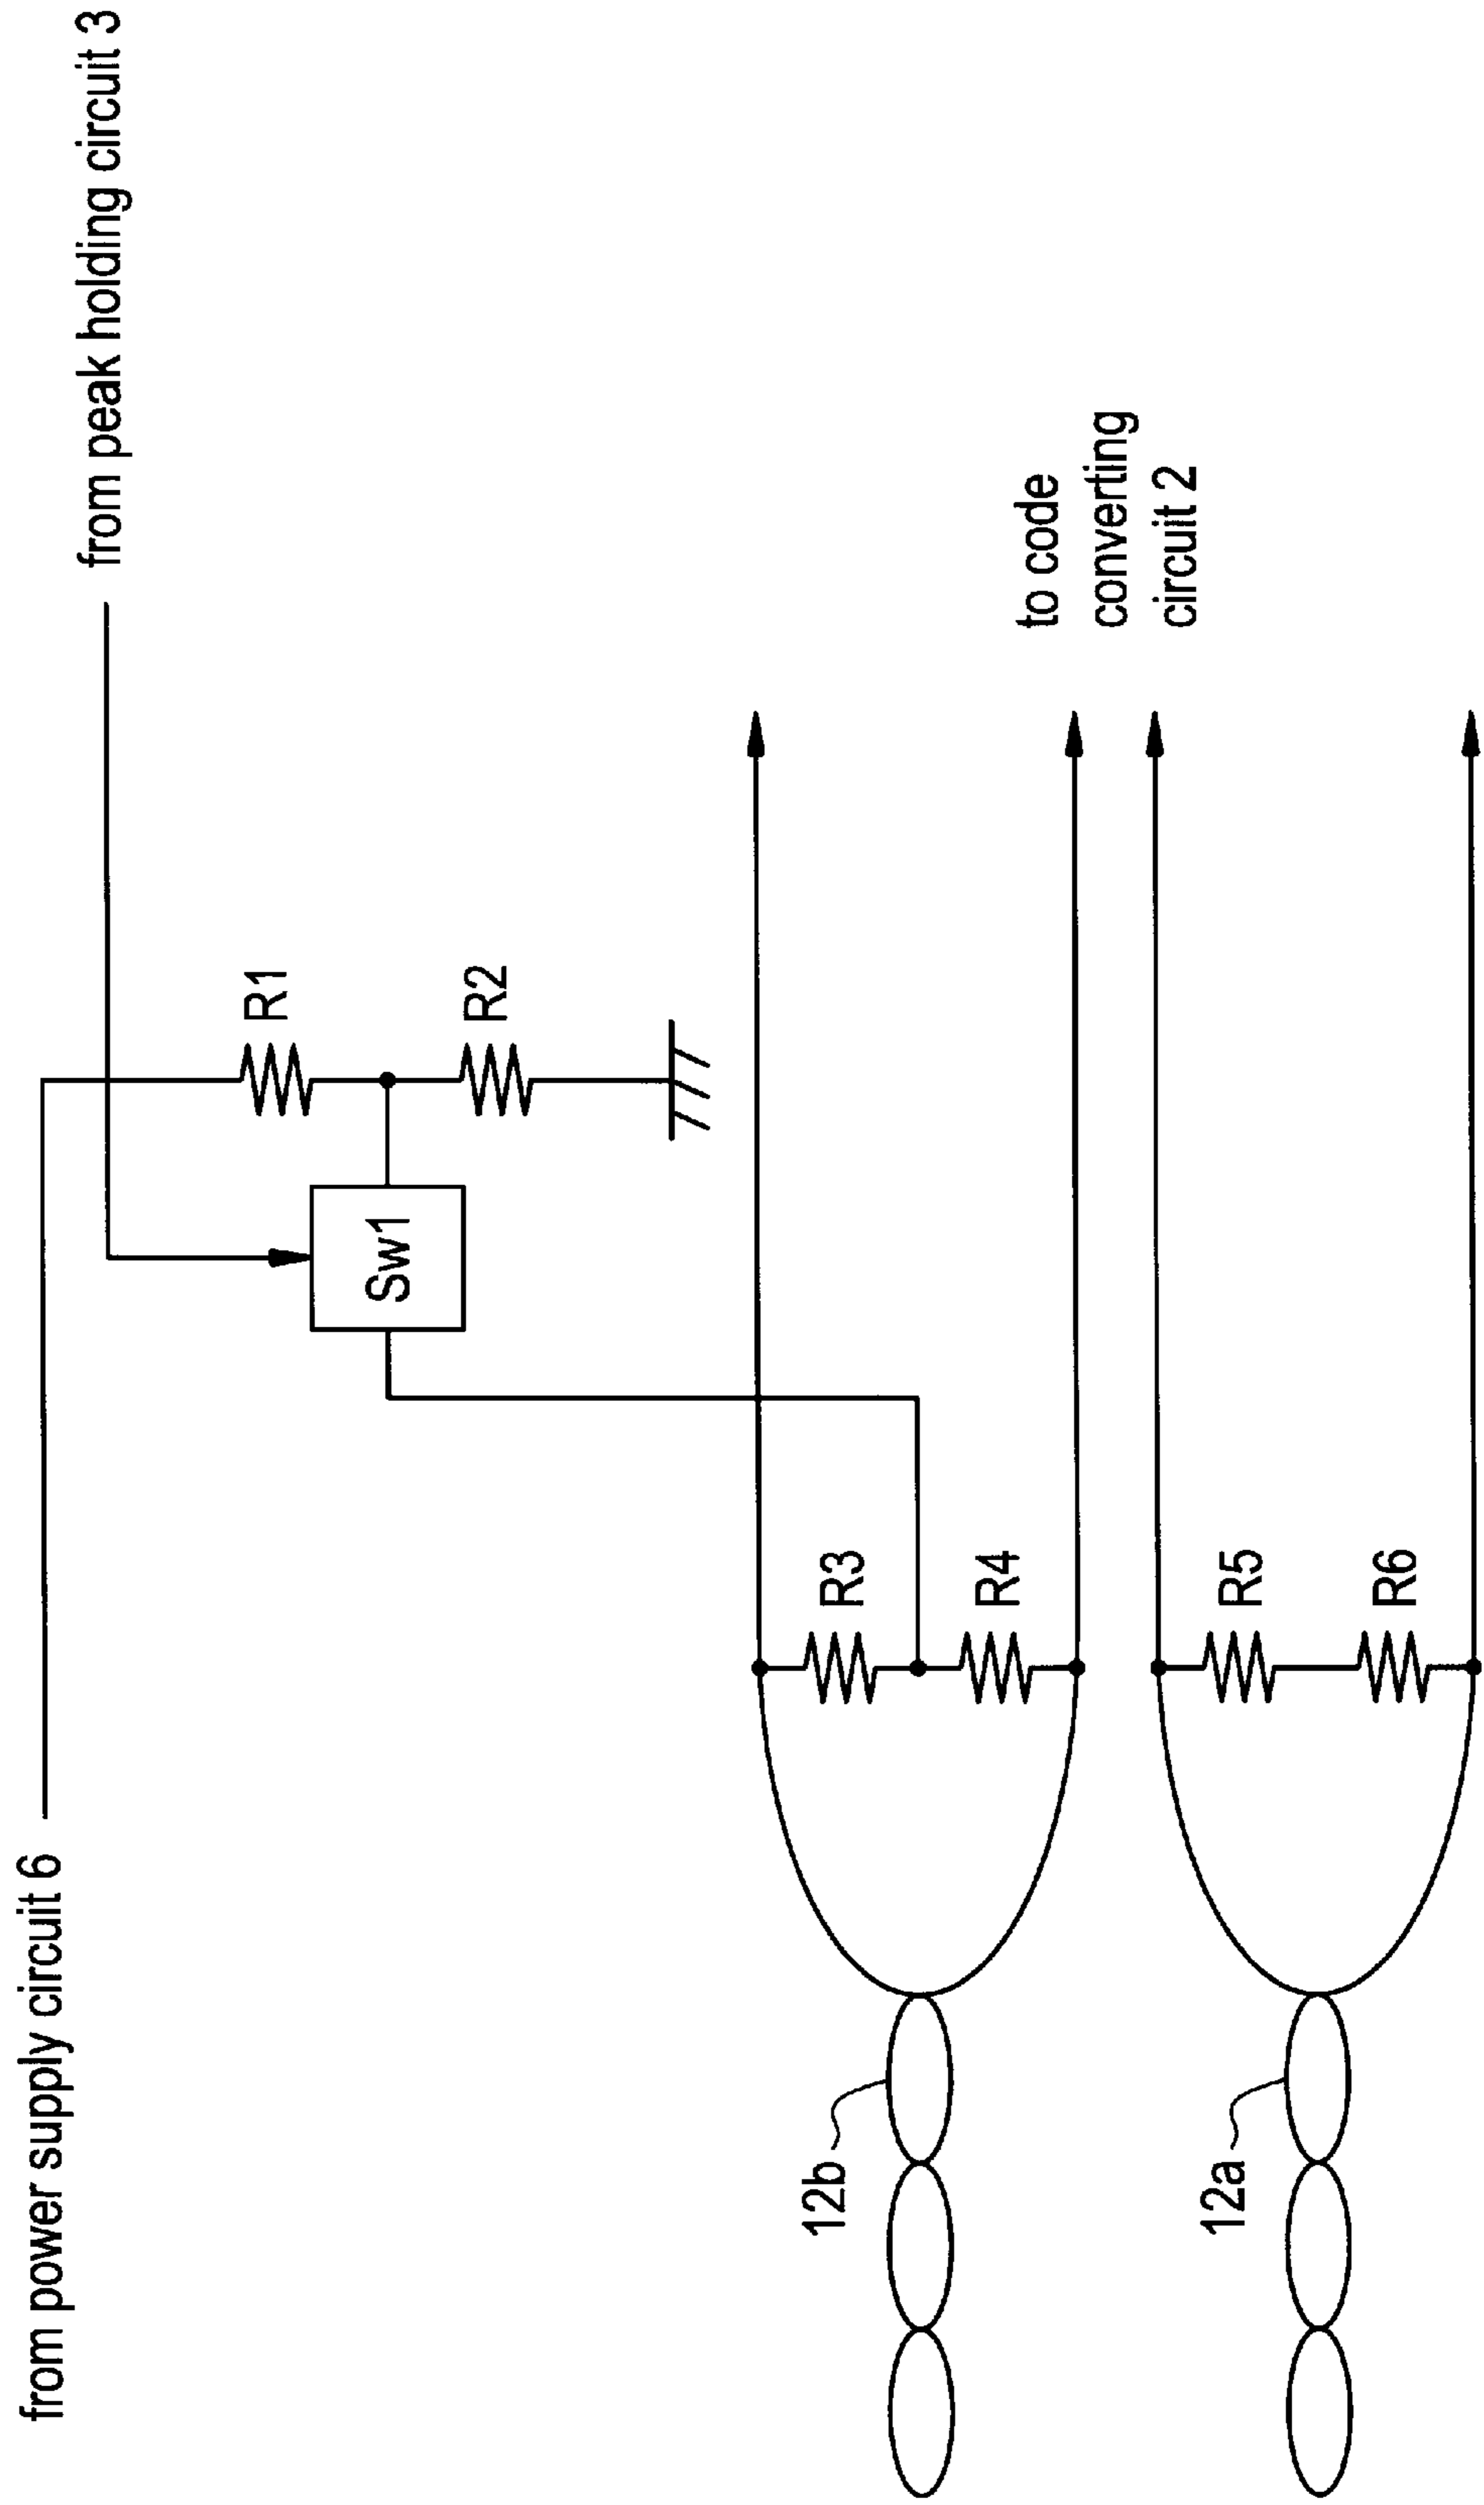 from power supply circuit 6
from peak holding circuit 3
R1
Sw1
R2
R3
R4
to code
converting
circuit 2
12b
R5
R6
12a